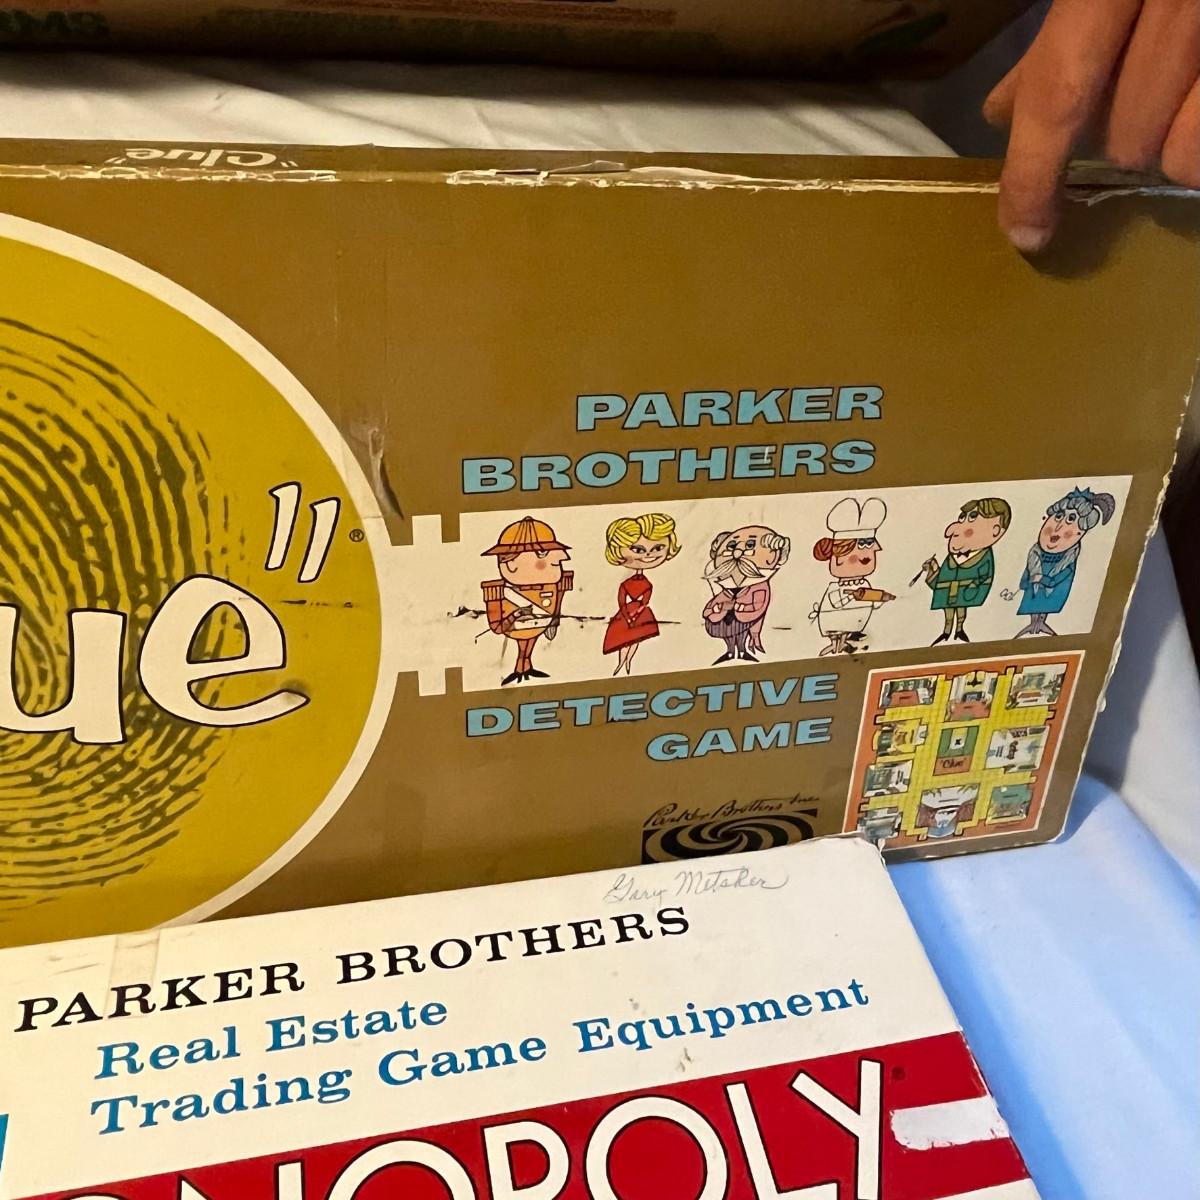 "Clue"
PARKER
BROTHERS
ue"®
DETECTIVE
GAME
'Clue'
Parker Brothers Inc.
Gary Metsker
PARKER BROTHERS
Real Estate
Trading Game Equipment
NOPOLY®